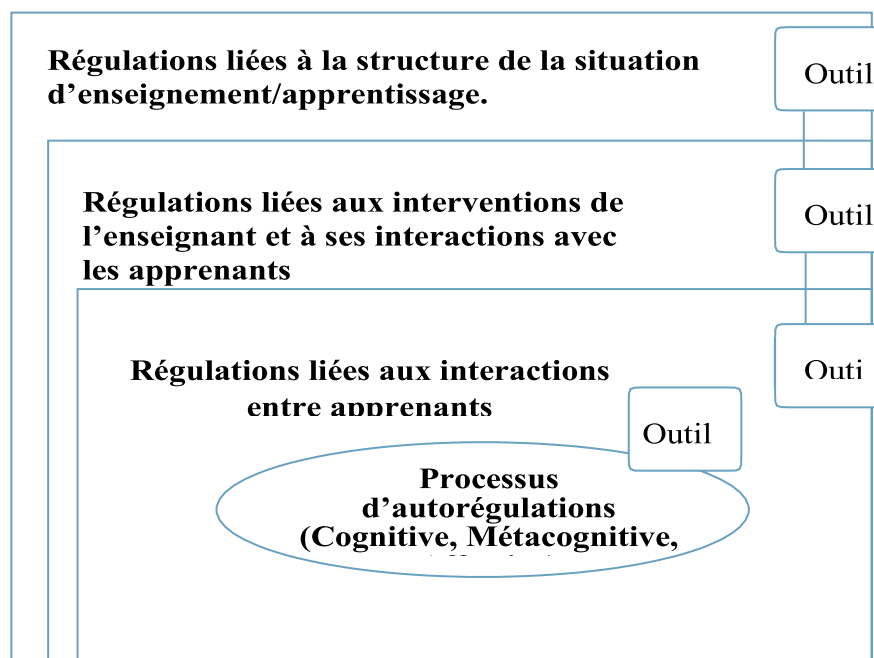 Régulations liées à la structure de la situation
d’enseignement/apprentissage.
Outil
Régulations liées aux interventions de
l’enseignant et à ses interactions avec
les apprenants
Outil
Régulations liées aux interactions
entre apprenants
Outi
Outil
Processus
d’autorégulations
(Cognitive, Métacognitive,